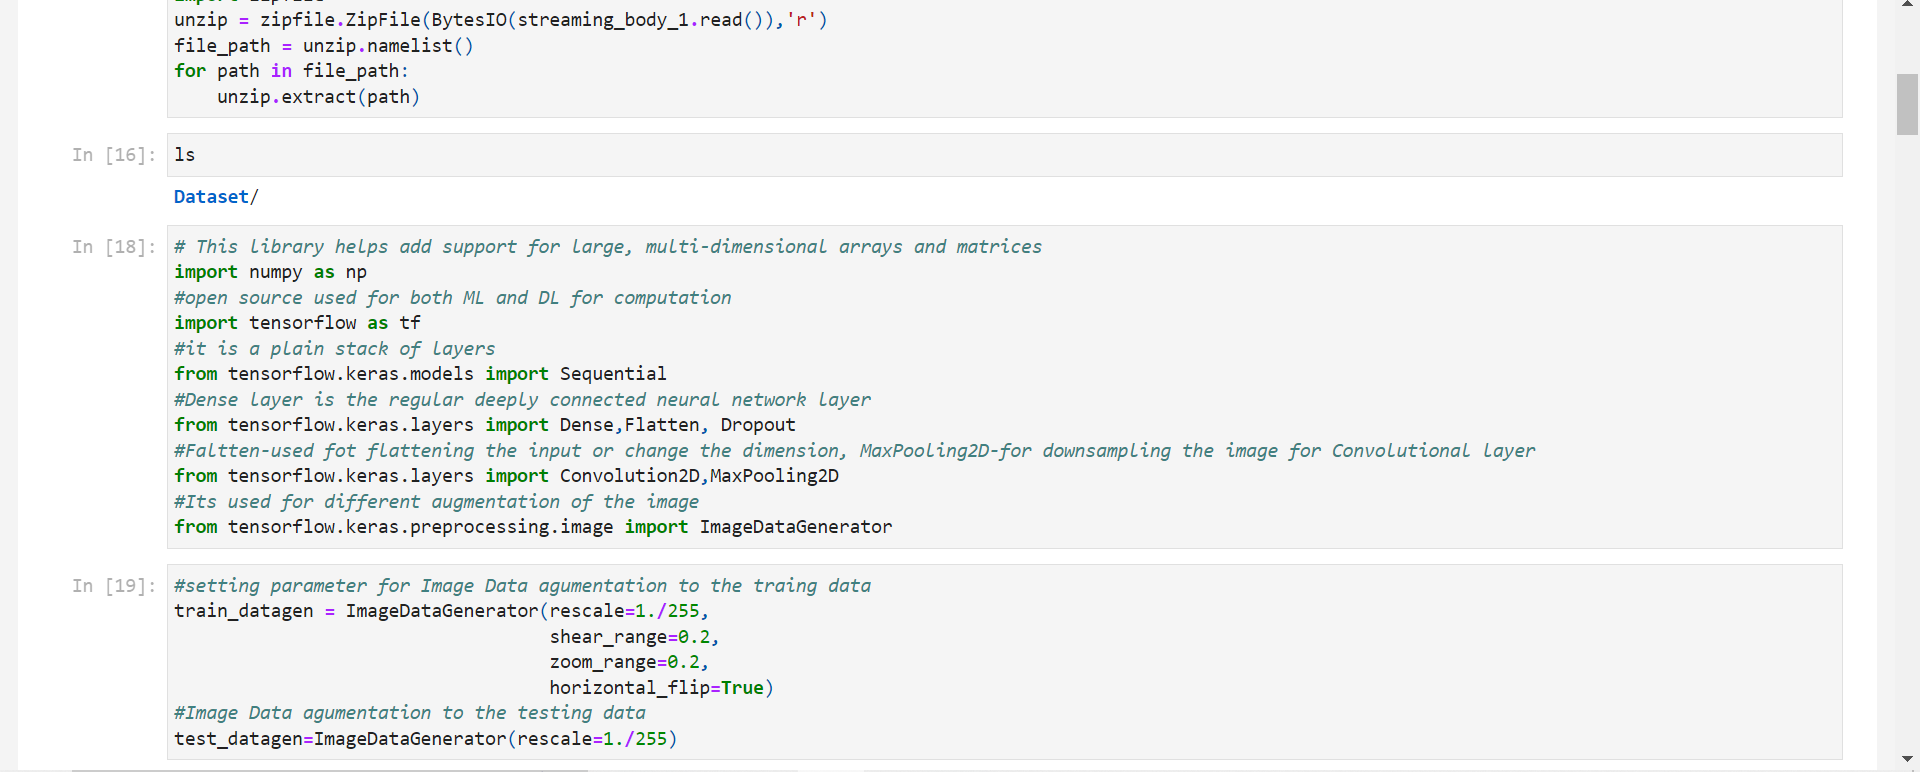 import zipfile
unzip = zipfile.ZipFile(BytesIO(streaming_body_1.read()),'r')
file_path = unzip.namelist()
for path in file_path:
    unzip.extract(path)
In [16]: ls
Dataset/
In [18]: # This library helps add support for large, multi-dimensional arrays and matrices
import numpy as np
#open source used for both ML and DL for computation
import tensorflow as tf
#it is a plain stack of layers
from tensorflow.keras.models import Sequential
#Dense layer is the regular deeply connected neural network layer
from tensorflow.keras.layers import Dense,Flatten, Dropout
#Faltten-used fot flattening the input or change the dimension, MaxPooling2D-for downsampling the image for Convolutional layer
from tensorflow.keras.layers import Convolution2D,MaxPooling2D
#Its used for different augmentation of the image
from tensorflow.keras.preprocessing.image import ImageDataGenerator
In [19]: #setting parameter for Image Data agumentation to the traing data
train_datagen = ImageDataGenerator(rescale=1./255,
                                   shear_range=0.2,
                                   zoom_range=0.2,
                                   horizontal_flip=True)
#Image Data agumentation to the testing data
test_datagen=ImageDataGenerator(rescale=1./255)